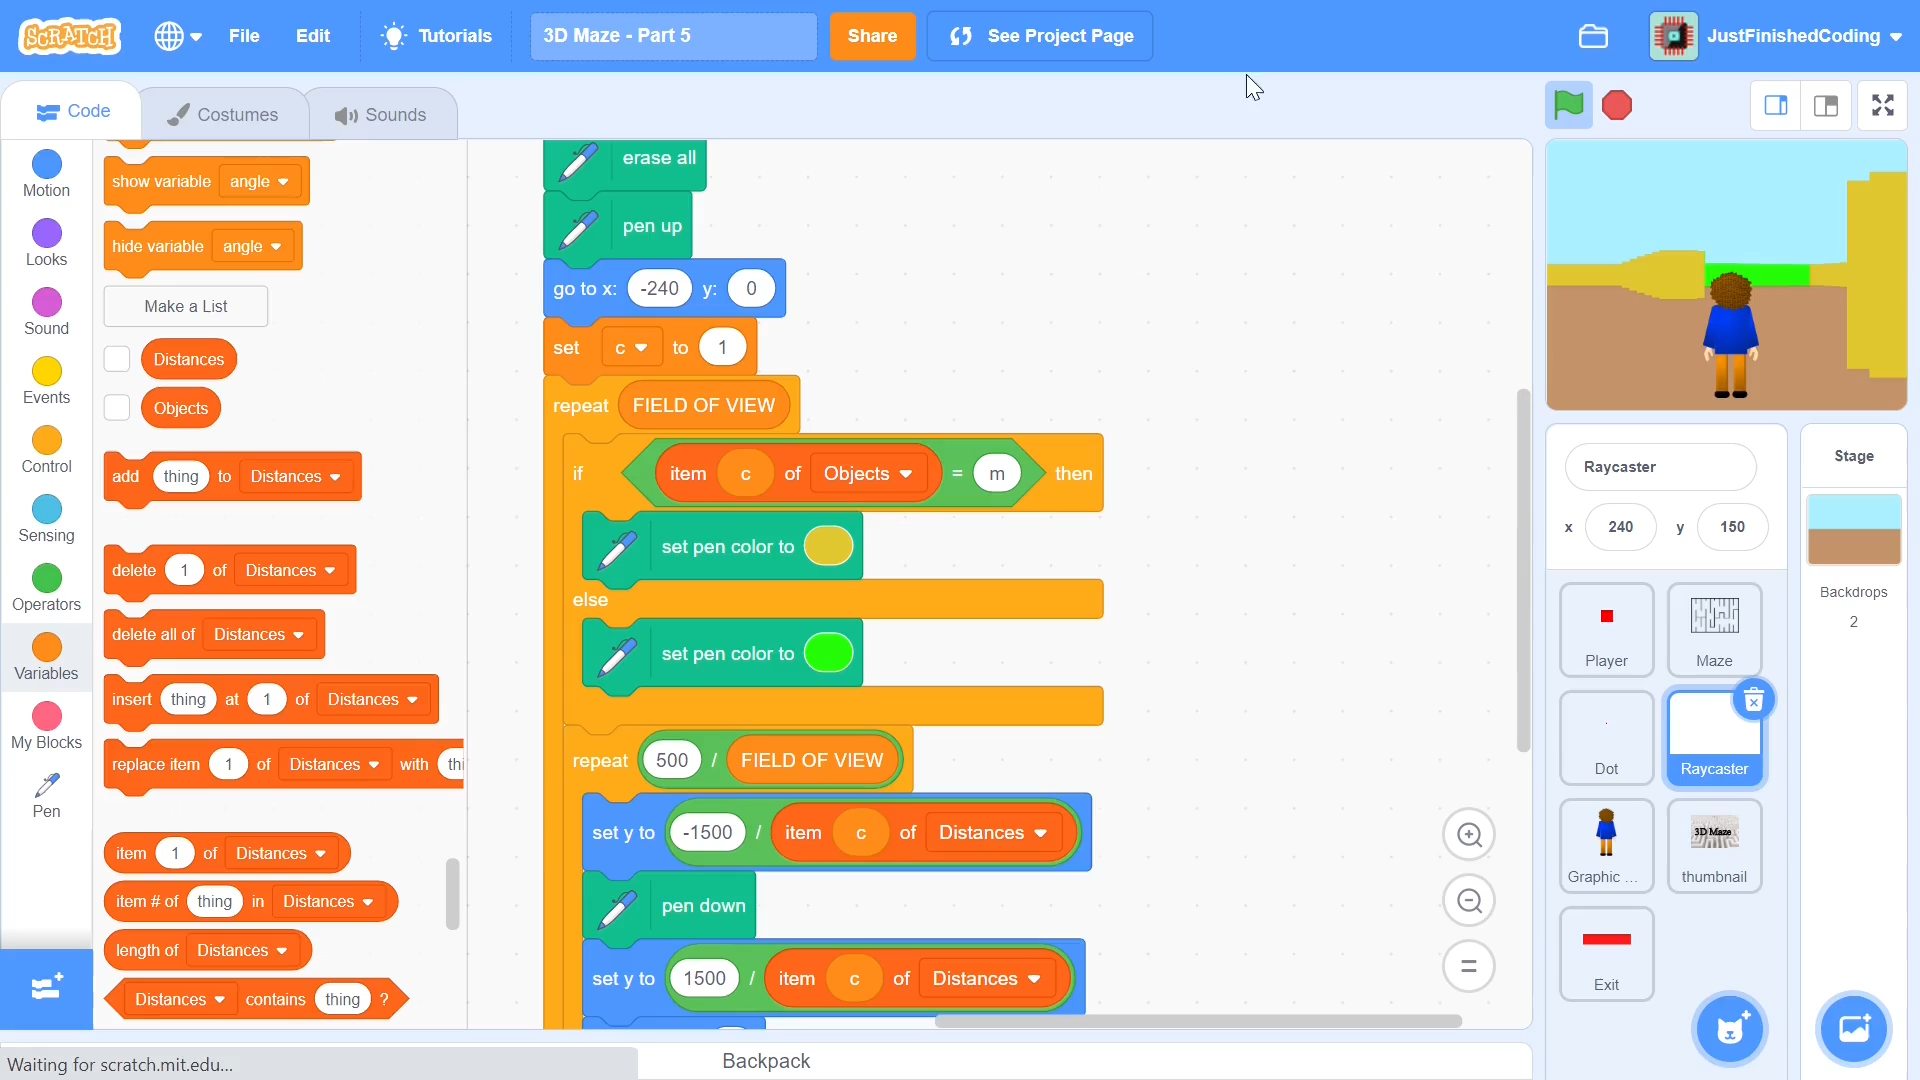 SCRATCH
File
Edit
Tutorials
3D Maze - Part 5
Share
See Project Page
JustFinishedCoding
Code
Costumes
Sounds
Motion
Looks
Sound
Events
Control
Sensing
Operators
Variables
My Blocks
Pen
show variable angle
hide variable angle
Make a List
Distances
Objects
add thing to Distances
delete 1 of Distances
delete all of Distances
insert thing at 1 of Distances
replace item 1 of Distances with thi
item 1 of Distances
item # of thing in Distances
length of Distances
Distances contains thing ?
erase all
pen up
go to x: -240 y: 0
set c to 1
repeat FIELD OF VIEW
if item c of Objects = m then
set pen color to
else
set pen color to
repeat 500 / FIELD OF VIEW
set y to -1500 / item c of Distances
pen down
set y to 1500 / item c of Distances
Raycaster
x 240 y 150
Player
Maze
Dot
Raycaster
Graphic ...
3D Maze
thumbnail
Exit
Stage
Backdrops
2
Waiting for scratch.mit.edu...
Backpack